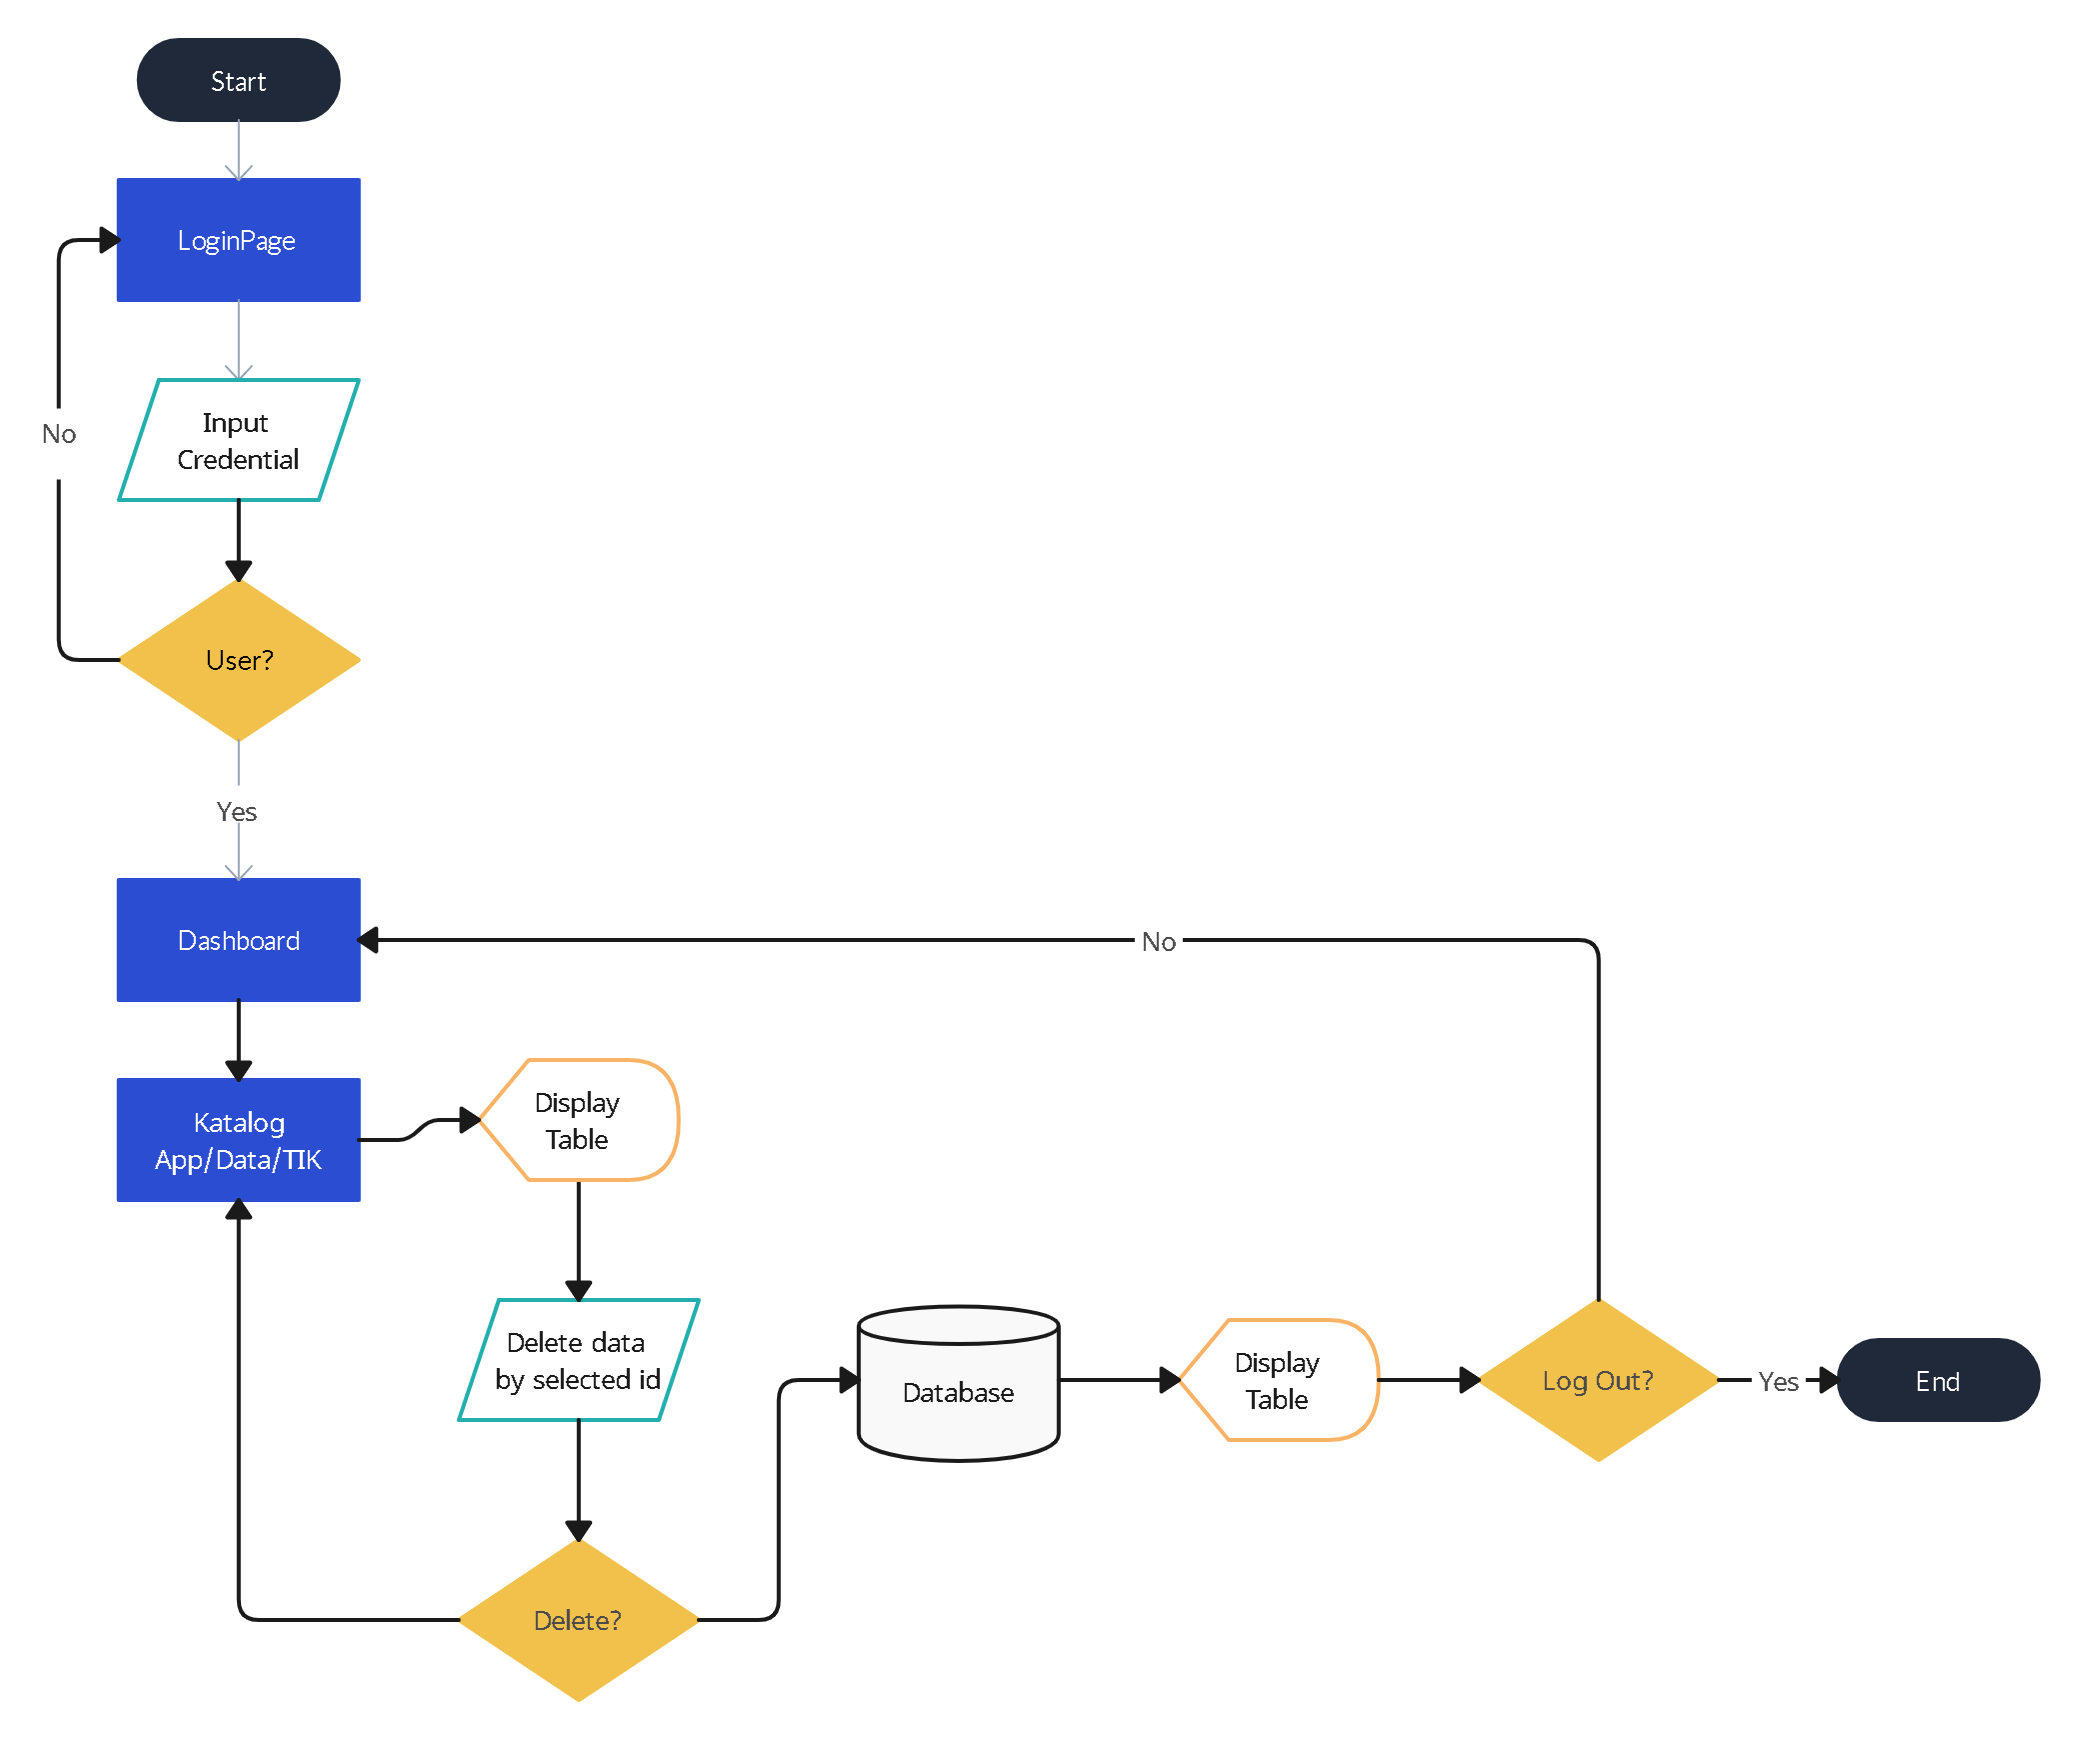 Start
LoginPage
Input
Credential
No
User?
Yes
Dashboard
No
Katalog
App/Data/TIK
Display
Table
Delete data
by selected id
Database
Display
Table
Log Out?
Yes
End
Delete?